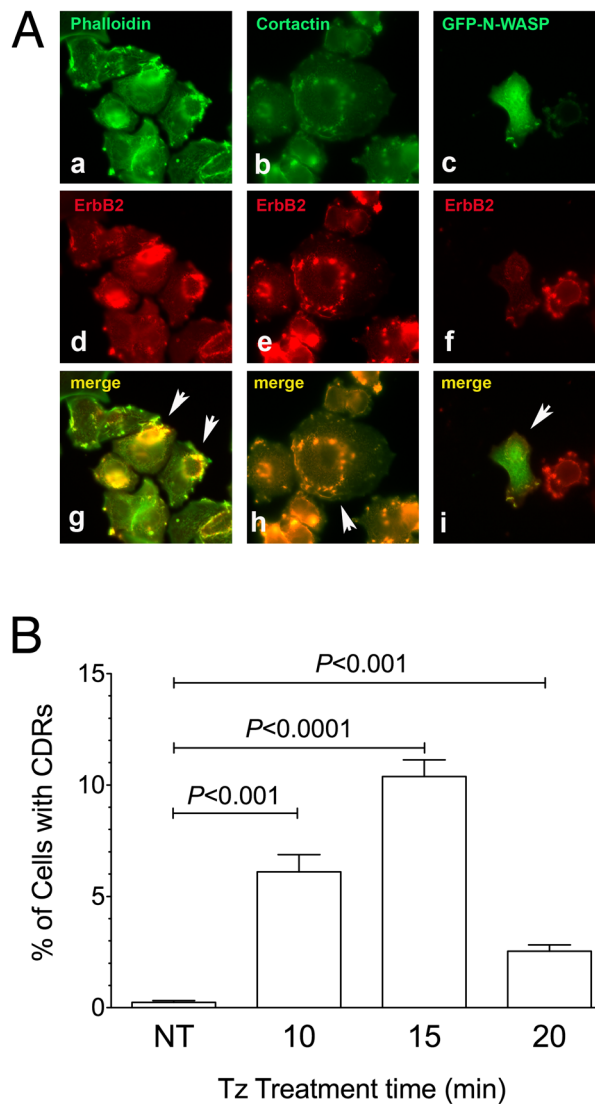 A
Phalloidin
Cortactin
GFP-N-WASP
a
b
c
ErbB2
ErbB2
ErbB2
d
e
f
merge
merge
merge
g
h
i
B
15
10
5
0
% of Cells with CDRs
P<0.001
P<0.0001
P<0.001
NT
10
15
20
Tz Treatment time (min)